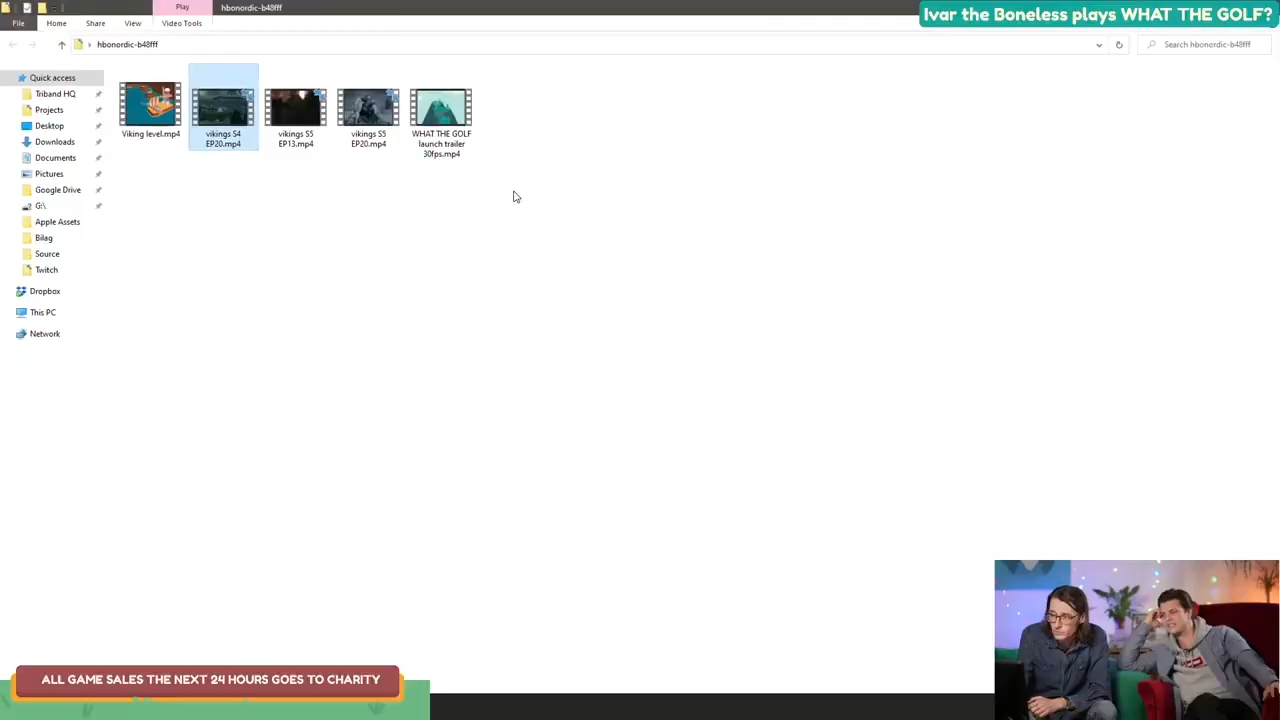 Play
hbonordic-b48fff
Ivar the Boneless plays WHAT THE GOLF?
File
Home
Share
View
Video Tools
hbonordic-b48fff
Search hbonordic-b48fff
Quick access
Triband HQ
Projects
Desktop
Downloads
Documents
Pictures
Google Drive
G:\
Apple Assets
Bilag
Source
Twitch
Dropbox
This PC
Network
Viking level.mp4
vikings S4
EP20.mp4
vikings S5
EP13.mp4
vikings S5
EP20.mp4
WHAT THE GOLF
launch trailer
30fps.mp4
ALL GAME SALES THE NEXT 24 HOURS GOES TO CHARITY